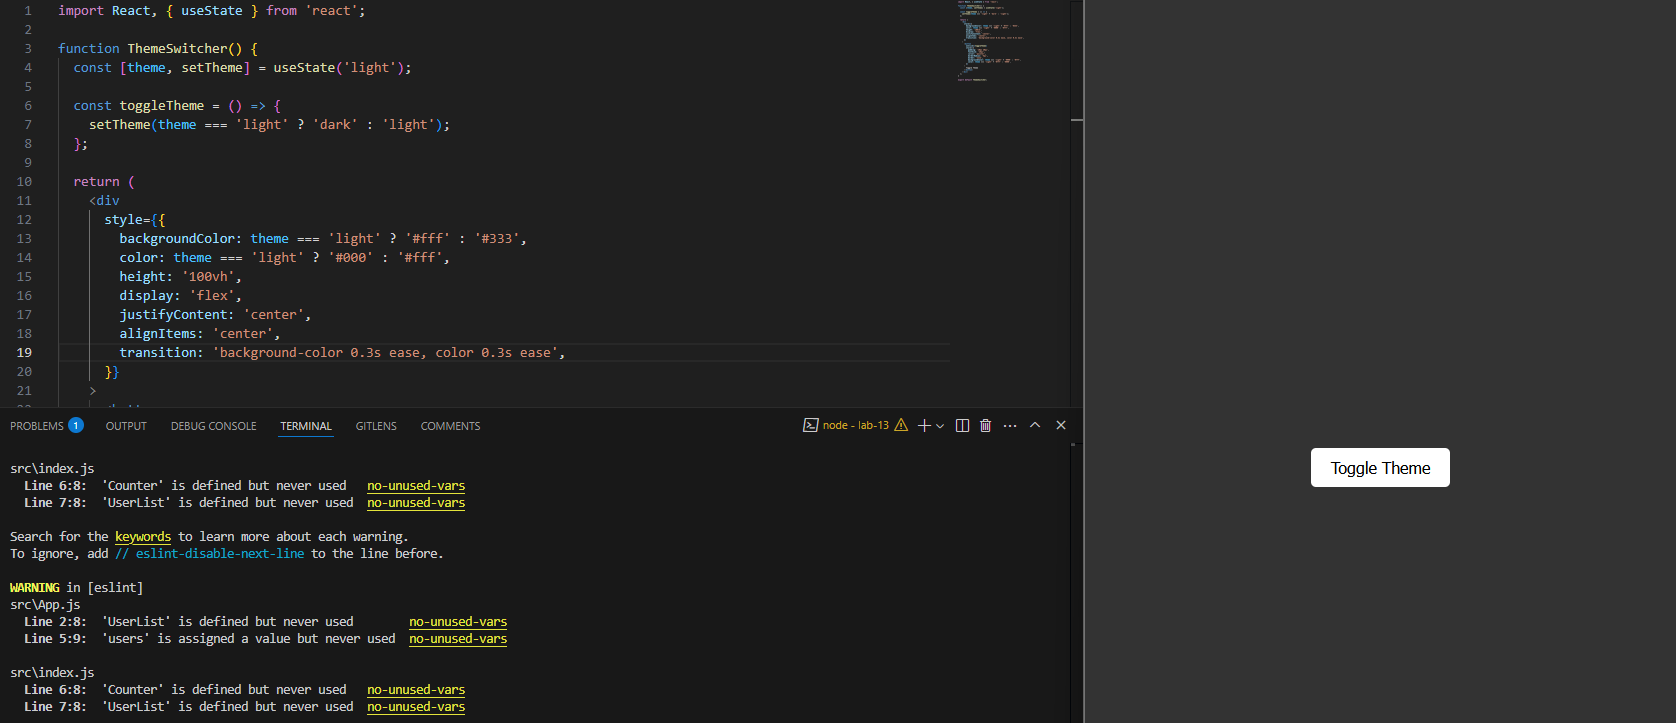 1 import React, { useState } from 'react';
2
3 function ThemeSwitcher() {
4 const [theme, setTheme] = useState('light');
5
6 const toggleTheme = () => {
7 setTheme(theme === 'light' ? 'dark' : 'light');
8 };
9
10 return (
11 <div
12 style={{
13 backgroundColor: theme === 'light' ? '#fff' : '#333',
14 color: theme === 'light' ? '#000' : '#fff',
15 height: '100vh',
16 display: 'flex',
17 justifyContent: 'center',
18 alignItems: 'center',
19 transition: 'background-color 0.3s ease, color 0.3s ease',
20 }}
21 >
PROBLEMS 1 OUTPUT DEBUG CONSOLE TERMINAL GITLENS COMMENTS node - lab-13
src\index.js
Line 6:8: 'Counter' is defined but never used no-unused-vars
Line 7:8: 'UserList' is defined but never used no-unused-vars
Search for the keywords to learn more about each warning.
To ignore, add // eslint-disable-next-line to the line before.
WARNING in [eslint]
src\App.js
Line 2:8: 'UserList' is defined but never used no-unused-vars
Line 5:9: 'users' is assigned a value but never used no-unused-vars
src\index.js
Line 6:8: 'Counter' is defined but never used no-unused-vars
Line 7:8: 'UserList' is defined but never used no-unused-vars
Toggle Theme